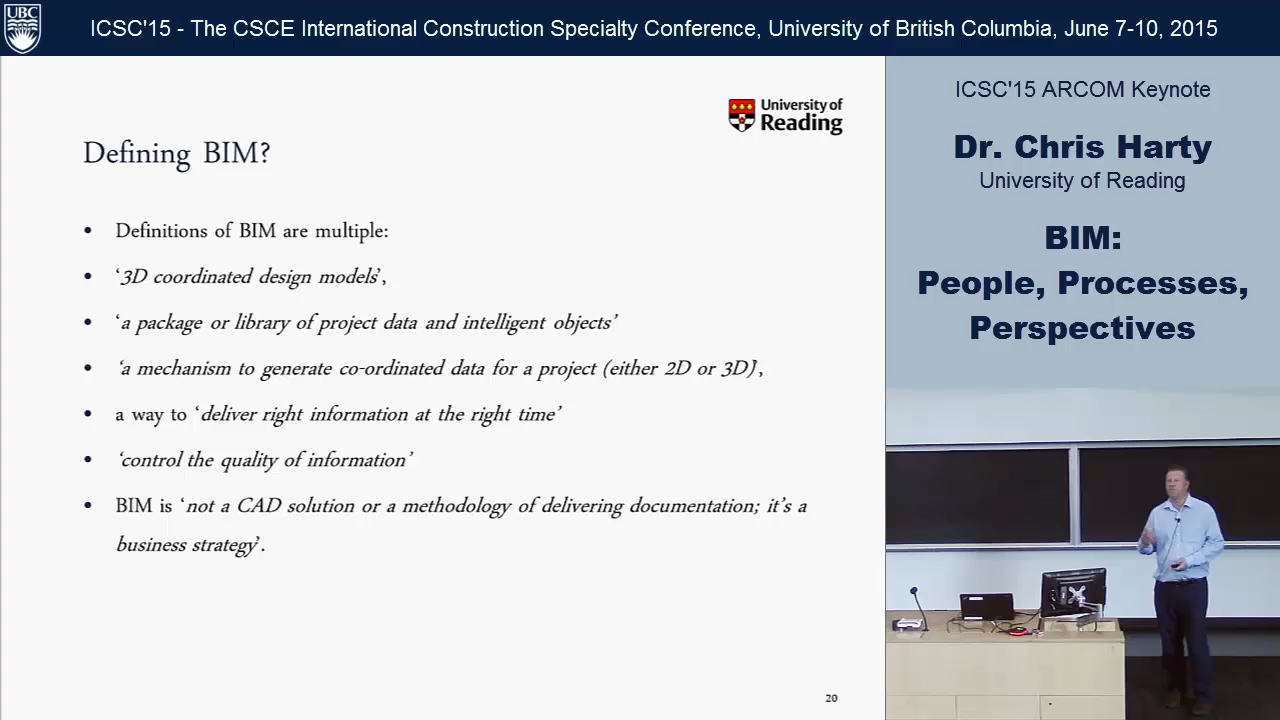 UBC
ICSC'15 - The CSCE International Construction Specialty Conference, University of British Columbia, June 7-10, 2015
University of
Reading
Defining BIM?
• Definitions of BIM are multiple:
• ‘3D coordinated design models’,
• ‘a package or library of project data and intelligent objects’
• ‘a mechanism to generate co-ordinated data for a project (either 2D or 3D)’,
• a way to ‘deliver right information at the right time’
• ‘control the quality of information’
• BIM is ‘not a CAD solution or a methodology of delivering documentation; it’s a
business strategy’.
20
ICSC'15 ARCOM Keynote
Dr. Chris Harty
University of Reading
BIM:
People, Processes,
Perspectives